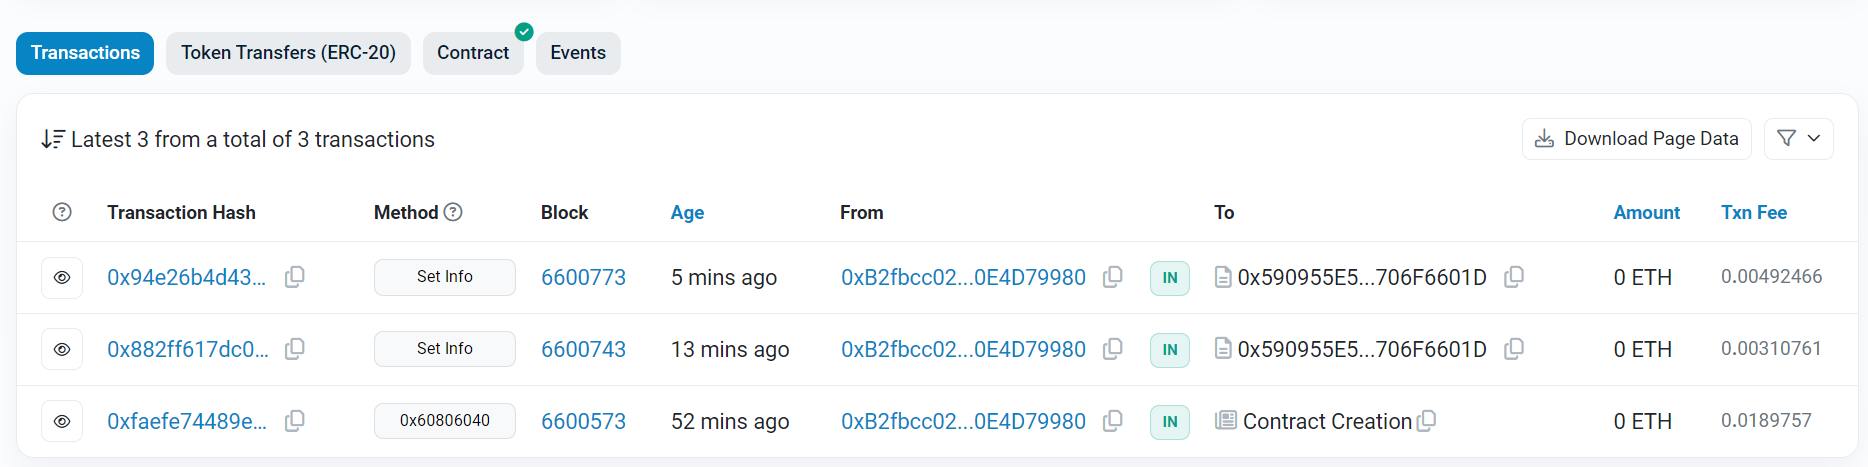 Transactions Token Transfers (ERC-20) Contract Events
Latest 3 from a total of 3 transactions Download Page Data
Transaction Hash Method Block Age From To Amount Txn Fee
0x94e26b4d43... Set Info 6600773 5 mins ago 0xB2fbcc02...0E4D79980 IN 0x590955E5...706F6601D 0 ETH 0.00492466
0x882ff617dc0... Set Info 6600743 13 mins ago 0xB2fbcc02...0E4D79980 IN 0x590955E5...706F6601D 0 ETH 0.00310761
0xfaefe74489e... 0x60806040 6600573 52 mins ago 0xB2fbcc02...0E4D79980 IN Contract Creation 0 ETH 0.0189757